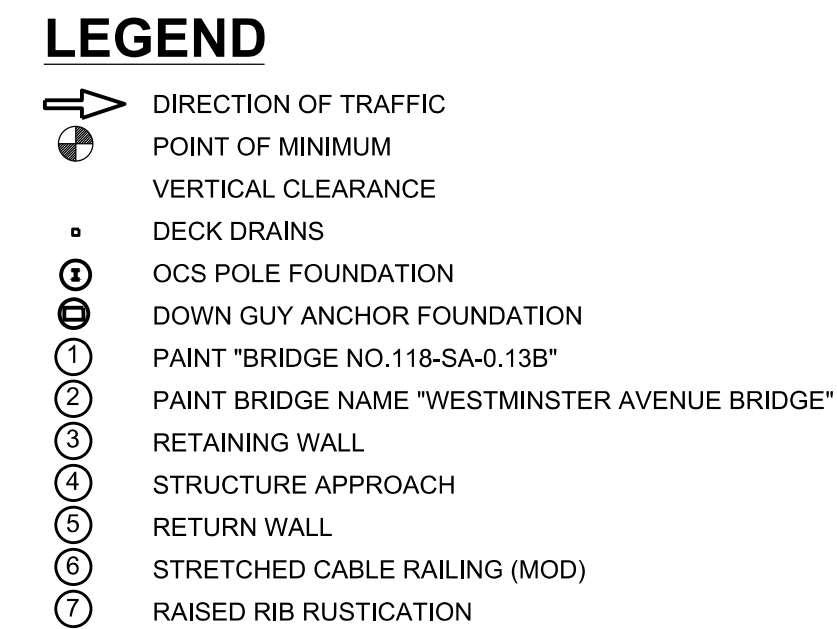 LEGEND
DIRECTION OF TRAFFIC
POINT OF MINIMUM
VERTICAL CLEARANCE
DECK DRAINS
I OCS POLE FOUNDATION
DOWN GUY ANCHOR FOUNDATION
1 PAINT "BRIDGE NO.118-SA-0.13B"
2 PAINT BRIDGE NAME "WESTMINSTER AVENUE BRIDGE"
3 RETAINING WALL
4 STRUCTURE APPROACH
5 RETURN WALL
6 STRETCHED CABLE RAILING (MOD)
7 RAISED RIB RUSTICATION